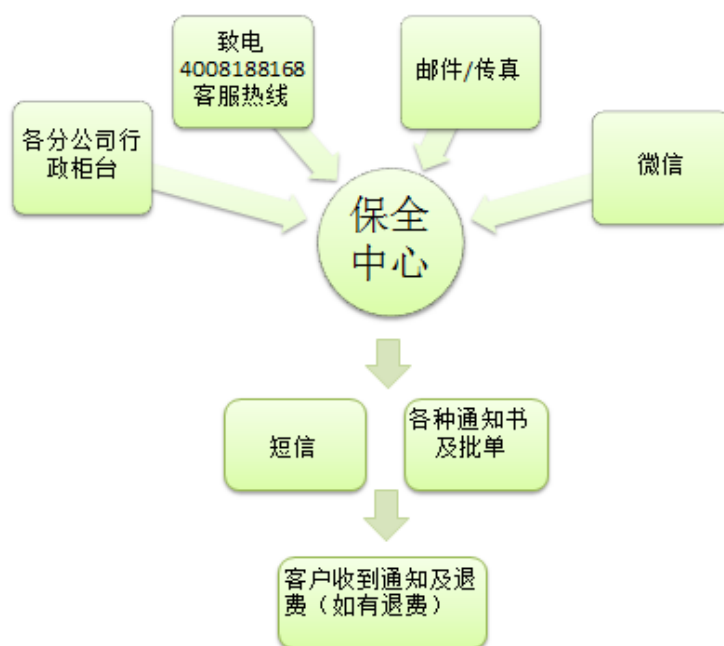 致电
4008188168
客服热线
邮件/传真
各分公司行
政柜台
微信
保全
中心
短信
各种通知书
及批单
客户收到通知及退
费（如有退费）